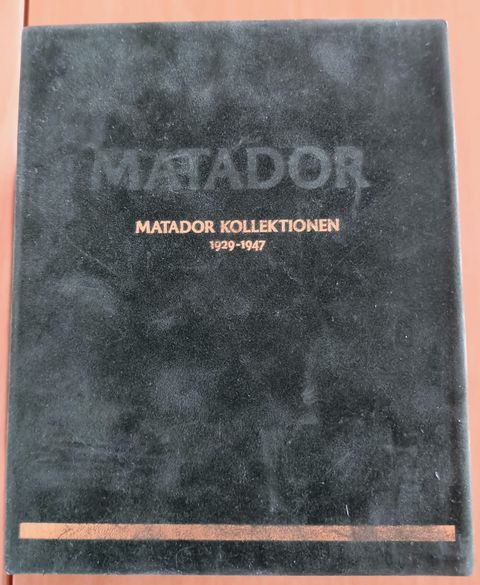 MATADOR
MATADOR KOLLEKTIONEN
1929-1947